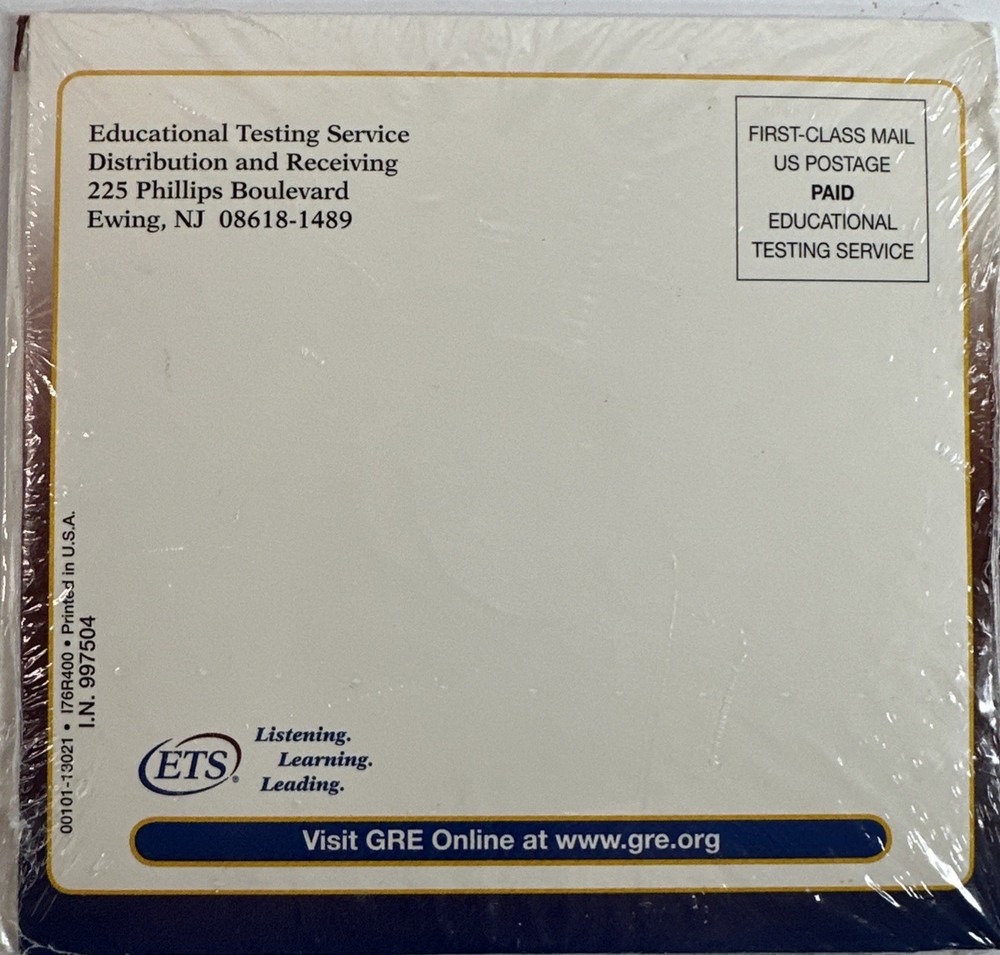 Educational Testing Service
Distribution and Receiving
225 Phillips Boulevard
Ewing, NJ 08618-1489
FIRST-CLASS MAIL
US POSTAGE
PAID
EDUCATIONAL
TESTING SERVICE
00101-13021 • I76R400 • Printed in U.S.A.
I.N. 997504
ETS®
Listening.
Learning.
Leading.
Visit GRE Online at www.gre.org